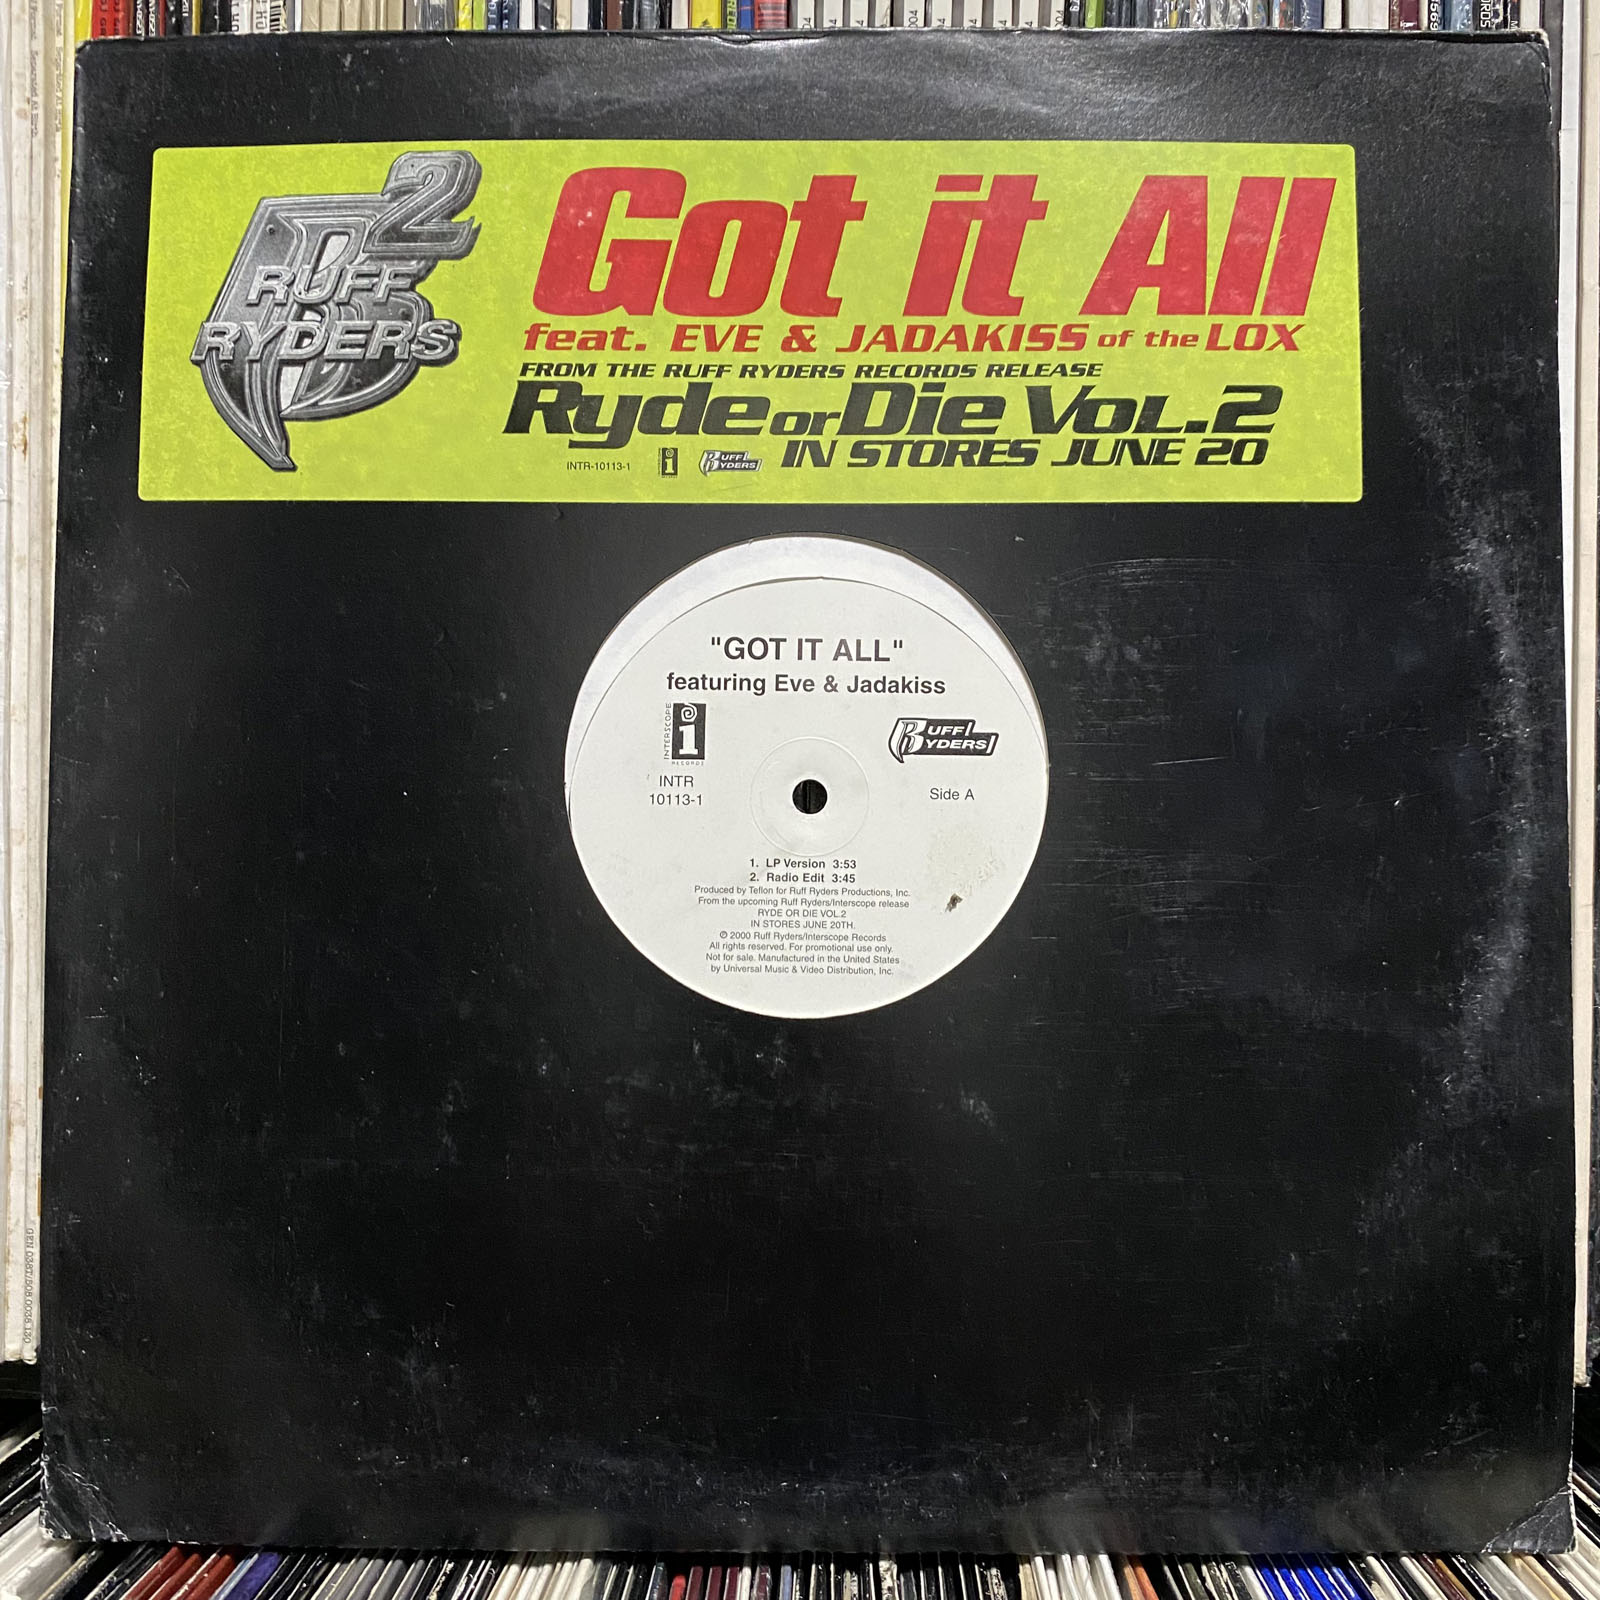 2
RUFF
RYDERS
Got it All
feat. EVE & JADAKISS of the LOX
FROM THE RUFF RYDERS RECORDS RELEASE
Ryde or Die VOL.2
INTR-10113-1
i
RUFF RYDERS
IN STORES JUNE 20
"GOT IT ALL"
featuring Eve & Jadakiss
INTERSCOPE
i
RECORDS
RUFF RYDERS
INTR
10113-1
Side A
1. LP Version 3:53
2. Radio Edit 3:45
Produced by Teflon for Ruff Ryders Productions, Inc.
From the upcoming Ruff Ryders/Interscope release
RYDE OR DIE VOL.2
IN STORES JUNE 20TH.
℗ 2000 Ruff Ryders/Interscope Records
All rights reserved. For promotional use only.
Not for sale. Manufactured in the United States
by Universal Music & Video Distribution, Inc.